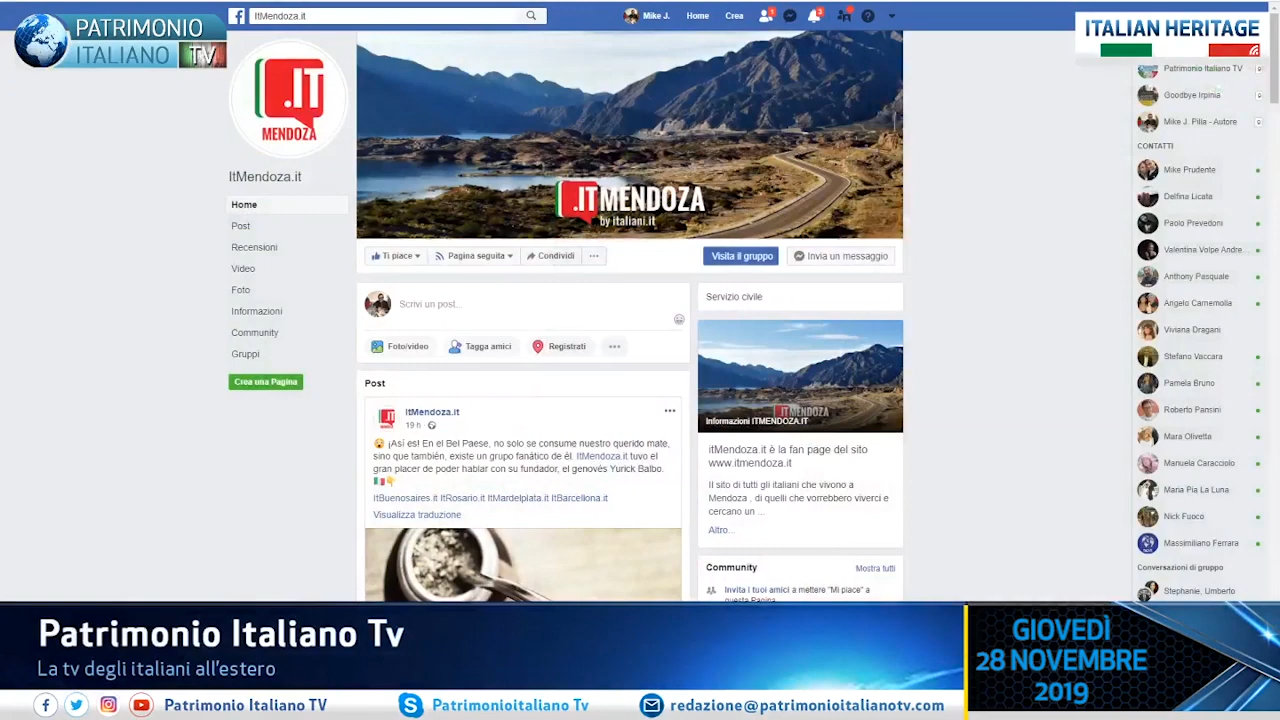 PATRIMONIO
ITALIANO TV
ItMendoza.it
Mike J. Home Crea 1 3
ITALIAN HERITAGE
.IT
MENDOZA
ItMendoza.it
Home
Post
Recensioni
Video
Foto
Informazioni
Community
Gruppi
Crea una Pagina
.IT MENDOZA
by italiani.it
Ti piace Pagina seguita Condividi ... Visita il gruppo Invia un messaggio
Scrivi un post...
Foto/video Tagga amici Registrati ...
Post
ItMendoza.it
19 h ·
¡Así es! En el Bel Paese, no solo se consume nuestro querido mate,
sino que también, existe un grupo fanático de él. ItMendoza.it tuvo el
gran placer de poder hablar con su fundador, el genovés Yurick Balbo.
ItBuenosaires.it ItRosario.it ItMardelplata.it ItBarcellona.it
Visualizza traduzione
Servizio civile
.IT MENDOZA
Informazioni ITMENDOZA.IT
itMendoza.it è la fan page del sito
www.itmendoza.it
Il sito di tutti gli italiani che vivono a
Mendoza , di quelli che vorrebbero viverci e
cercano un ...
Altro...
Community Mostra tutti
Invita i tuoi amici a mettere "Mi piace" a
questa Pagina
Patrimonio Italiano TV
Goodbye Irpinia
Mike J. Pilla - Autore
CONTATTI
Mike Prudente
Delfina Licata
Paolo Prevedoni
Valentina Volpe Andre...
Anthony Pasquale
Angelo Carnemolla
Viviana Dragani
Stefano Vaccara
Pamela Bruno
Roberto Pansini
Mara Olivetta
Manuela Caracciolo
Maria Pia La Luna
Nick Fuoco
Massimiliano Ferrara
Conversazioni di gruppo
Stephanie, Umberto
Patrimonio Italiano Tv
La tv degli italiani all'estero
GIOVEDÌ
28 NOVEMBRE
2019
Patrimonio Italiano TV Patrimonioitaliano Tv redazione@patrimonioitalianotv.com